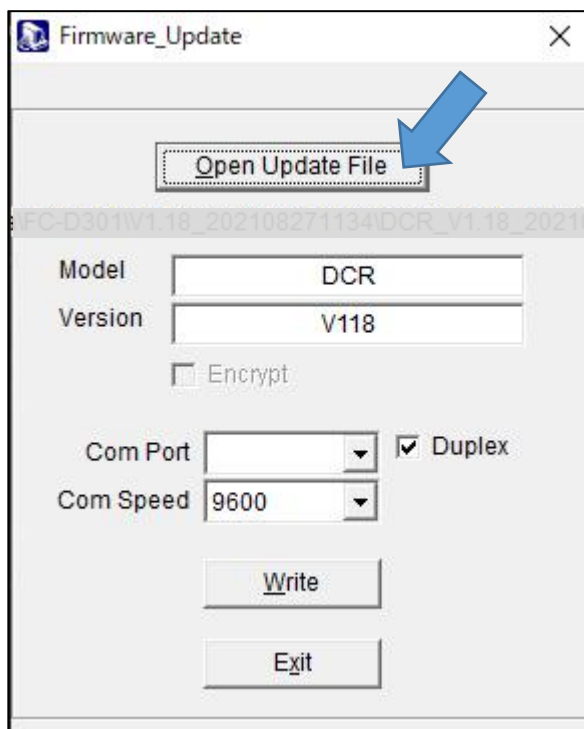 Firmware_Update
Open Update File
\FC-D301\V1.18_202108271134\DCR_V1.18_2021
Model DCR
Version V118
Encrypt
Com Port Duplex
Com Speed 9600
Write
Exit